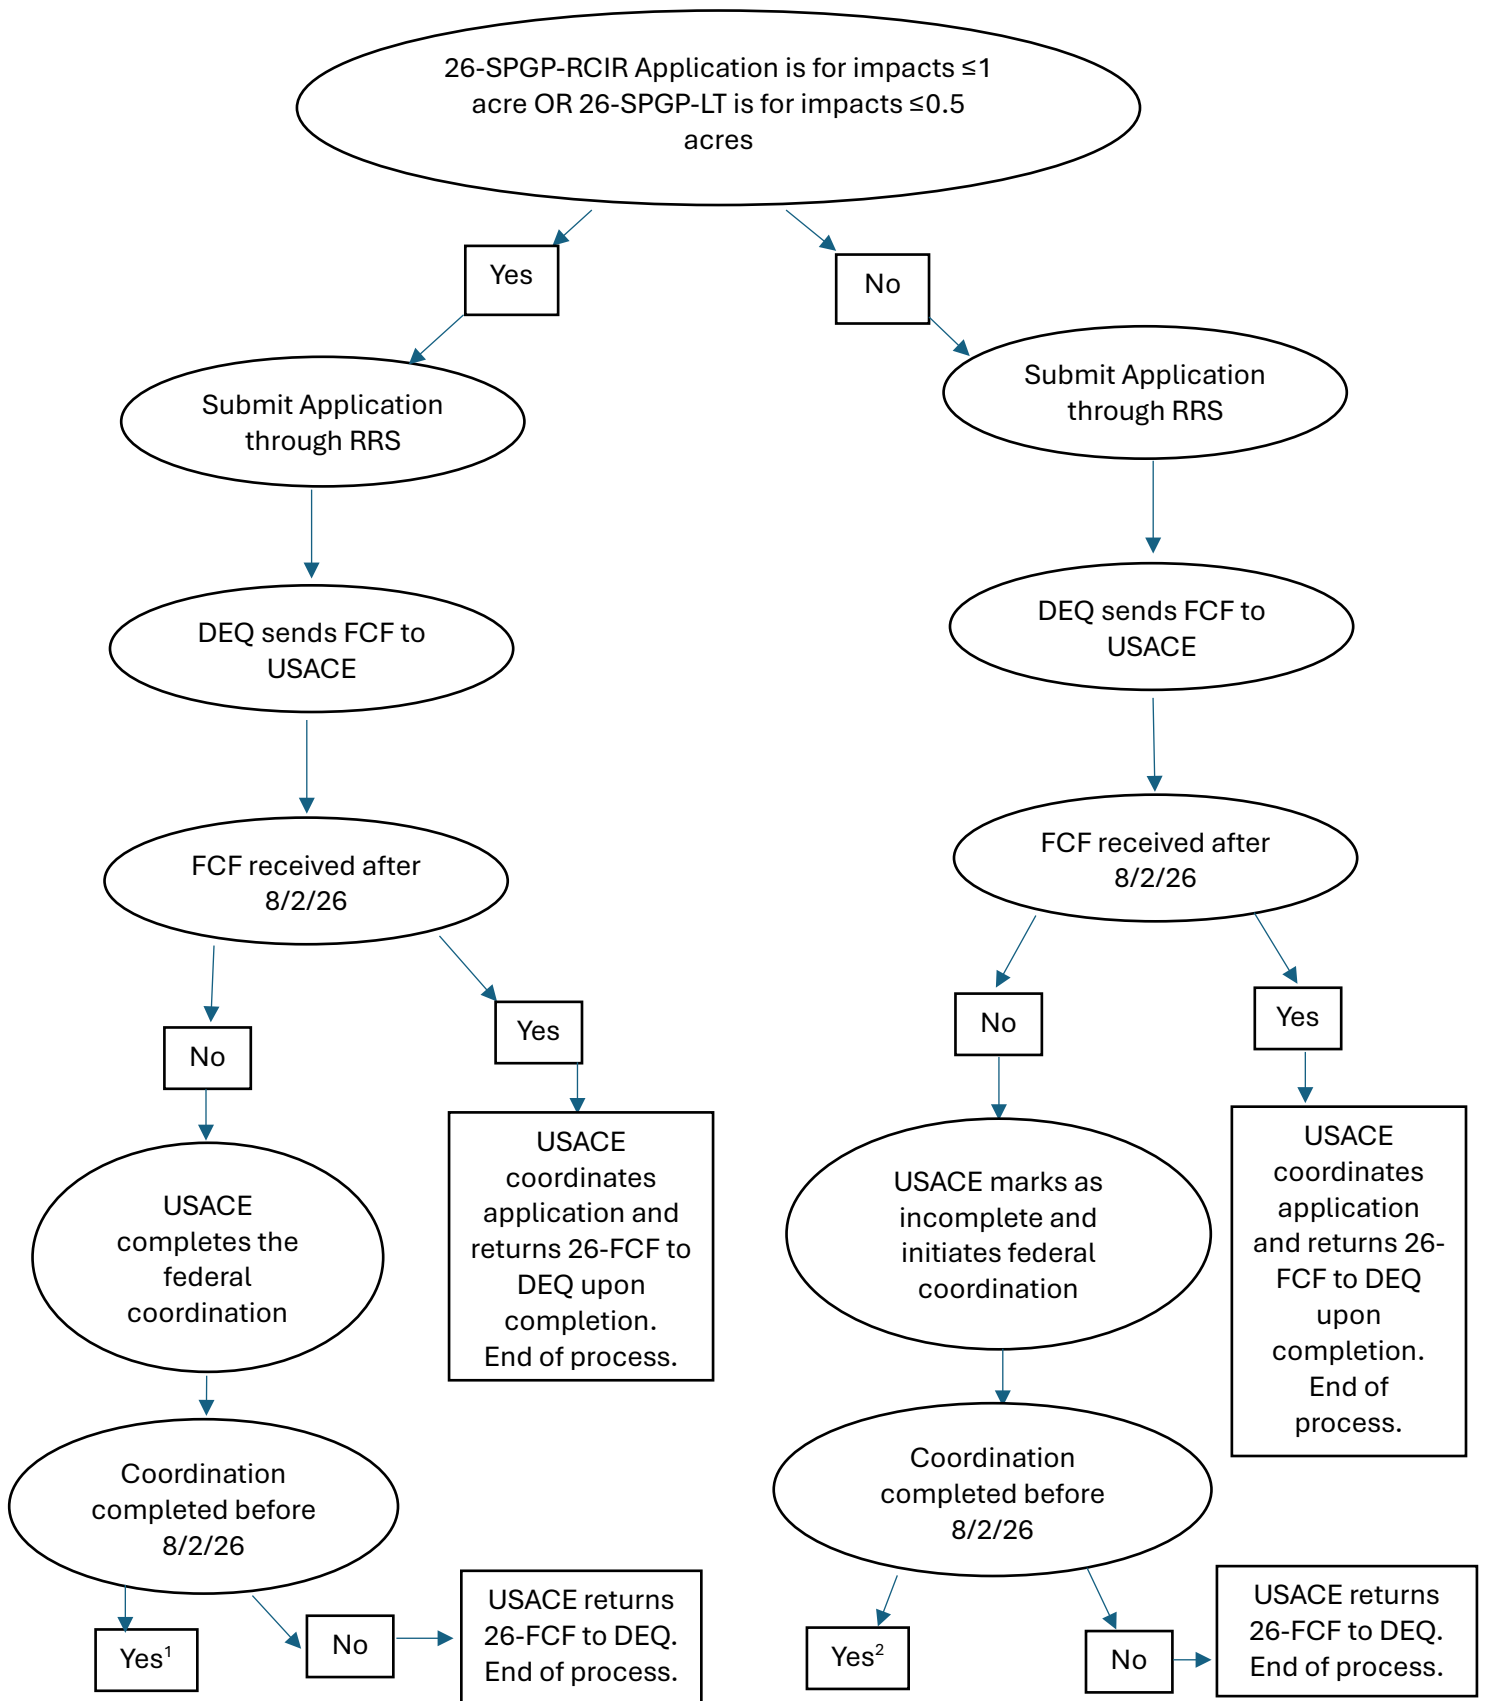 26-SPGP-RCIR Application is for impacts ≤1
acre OR 26-SPGP-LT is for impacts ≤0.5
acres
Yes
No
Submit Application
through RRS
Submit Application
through RRS
DEQ sends FCF to
USACE
DEQ sends FCF to
USACE
FCF received after
8/2/26
FCF received after
8/2/26
No
Yes
No
Yes
USACE
completes the
federal
coordination
USACE
coordinates
application and
returns 26-FCF to
DEQ upon
completion.
End of process.
USACE marks as
incomplete and
initiates federal
coordination
USACE
coordinates
application
and returns 26-
FCF to DEQ
upon
completion.
End of
process.
Coordination
completed before
8/2/26
Coordination
completed before
8/2/26
Yes¹
No
USACE returns
26-FCF to DEQ.
End of process.
Yes²
No
USACE returns
26-FCF to DEQ.
End of process.